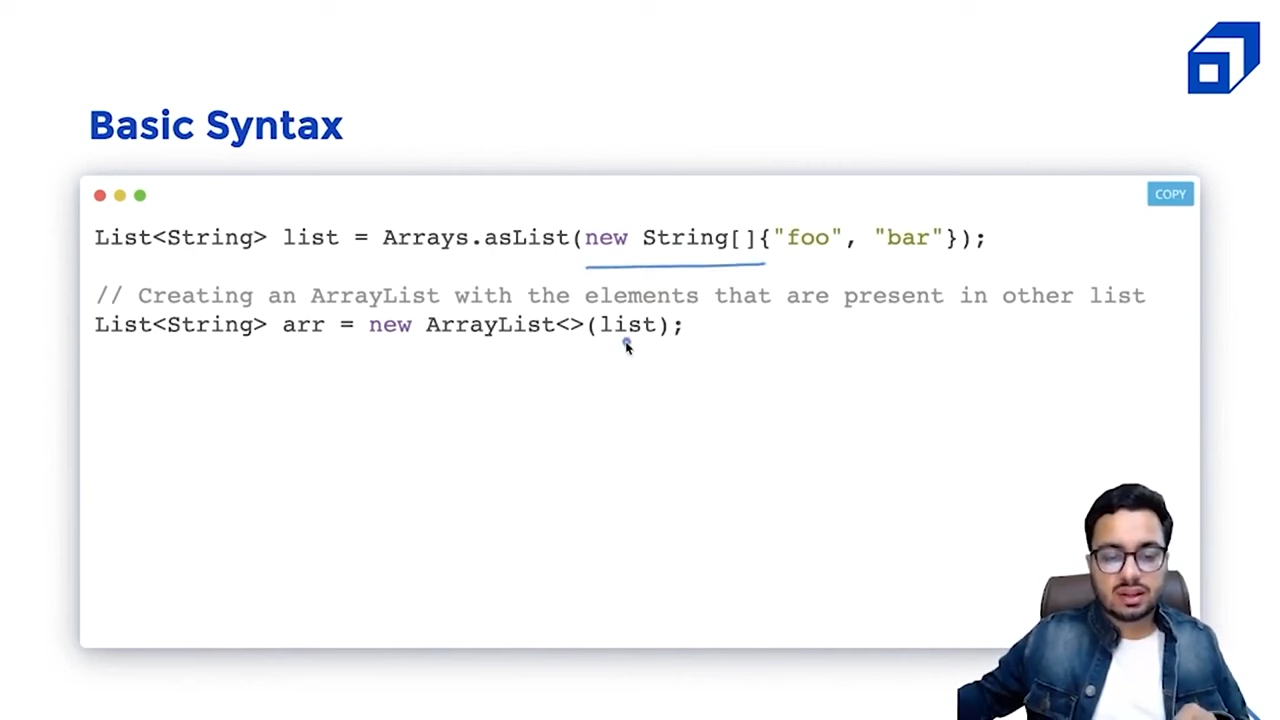 Basic Syntax
COPY
List<String> list = Arrays.asList(new String[]{"foo", "bar"});
// Creating an ArrayList with the elements that are present in other list
List<String> arr = new ArrayList<>(list);